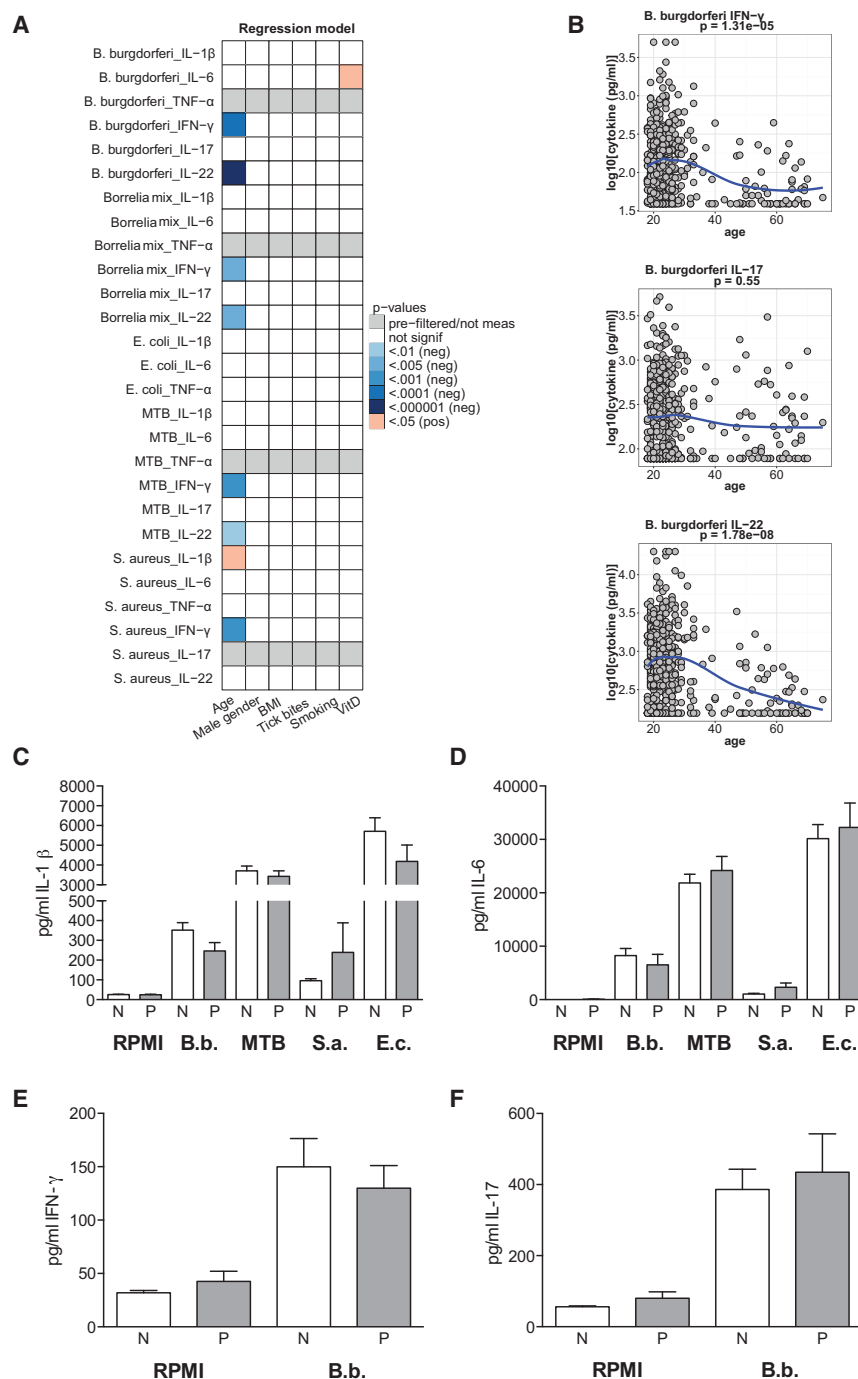 A
Regression model
B. burgdorferi_IL−1β
B. burgdorferi_IL−6
B. burgdorferi_TNF−α
B. burgdorferi_IFN−γ
B. burgdorferi_IL−17
B. burgdorferi_IL−22
Borrelia mix_IL−1β
Borrelia mix_IL−6
Borrelia mix_TNF−α
Borrelia mix_IFN−γ
Borrelia mix_IL−17
Borrelia mix_IL−22
E. coli_IL−1β
E. coli_IL−6
E. coli_TNF−α
MTB_IL−1β
MTB_IL−6
MTB_TNF−α
MTB_IFN−γ
MTB_IL−17
MTB_IL−22
S. aureus_IL−1β
S. aureus_IL−6
S. aureus_TNF−α
S. aureus_IFN−γ
S. aureus_IL−17
S. aureus_IL−22
Age
Male gender
BMI
Tick bites
Smoking
VitD
p−values
pre−filtered/not meas
not signif
<.01 (neg)
<.005 (neg)
<.001 (neg)
<.0001 (neg)
<.000001 (neg)
<.05 (pos)
B
B. burgdorferi IFN−γ
p = 1.31e−05
log10[cytokine (pg/ml)]
3.5
3.0
2.5
2.0
1.5
20 40 60
age
B. burgdorferi IL−17
p = 0.55
log10[cytokine (pg/ml)]
3.5
3.0
2.5
2.0
20 40 60
age
B. burgdorferi IL−22
p = 1.78e−08
log10[cytokine (pg/ml)]
4.0
3.5
3.0
2.5
20 40 60
age
C
pg/ml IL-1 β
8000
7000
6000
5000
4000
3000
500
400
300
200
100
0
N P N P N P N P N P
RPMI B.b. MTB S.a. E.c.
D
pg/ml IL-6
40000
30000
20000
10000
0
N P N P N P N P N P
RPMI B.b. MTB S.a. E.c.
E
pg/ml IFN-γ
200
150
100
50
0
N P N P
RPMI B.b.
F
pg/ml IL-17
600
400
200
0
N P N P
RPMI B.b.